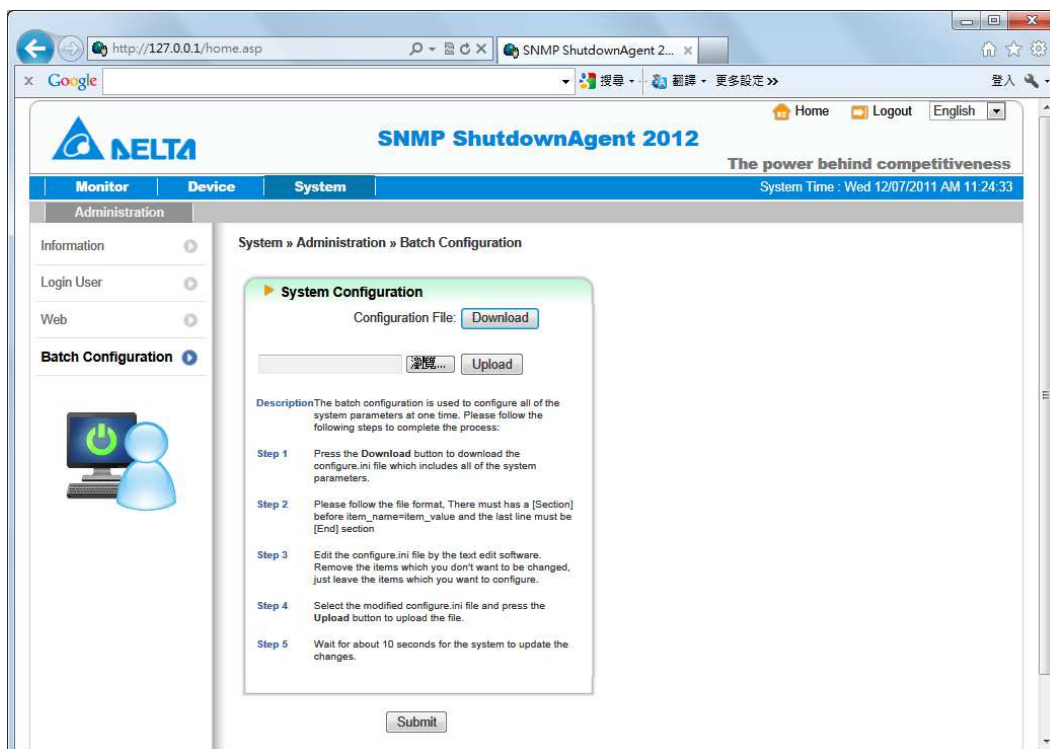 http://127.0.0.1/home.asp
SNMP ShutdownAgent 2...
x Google
搜尋
翻譯
更多設定 »
登入
Home
Logout
English
DELTA
SNMP ShutdownAgent 2012
The power behind competitiveness
Monitor
Device
System
System Time : Wed 12/07/2011 AM 11:24:33
Administration
Information
Login User
Web
Batch Configuration
System » Administration » Batch Configuration
System Configuration
Configuration File: Download
瀏覽... Upload
Description The batch configuration is used to configure all of the
system parameters at one time. Please follow the
following steps to complete the process:
Step 1 Press the Download button to download the
configure.ini file which includes all of the system
parameters.
Step 2 Please follow the file format, There must has a [Section]
before item_name=item_value and the last line must be
[End] section
Step 3 Edit the configure.ini file by the text edit software.
Remove the items which you don't want to be changed,
just leave the items which you want to configure.
Step 4 Select the modified configure.ini file and press the
Upload button to upload the file.
Step 5 Wait for about 10 seconds for the system to update the
changes.
Submit